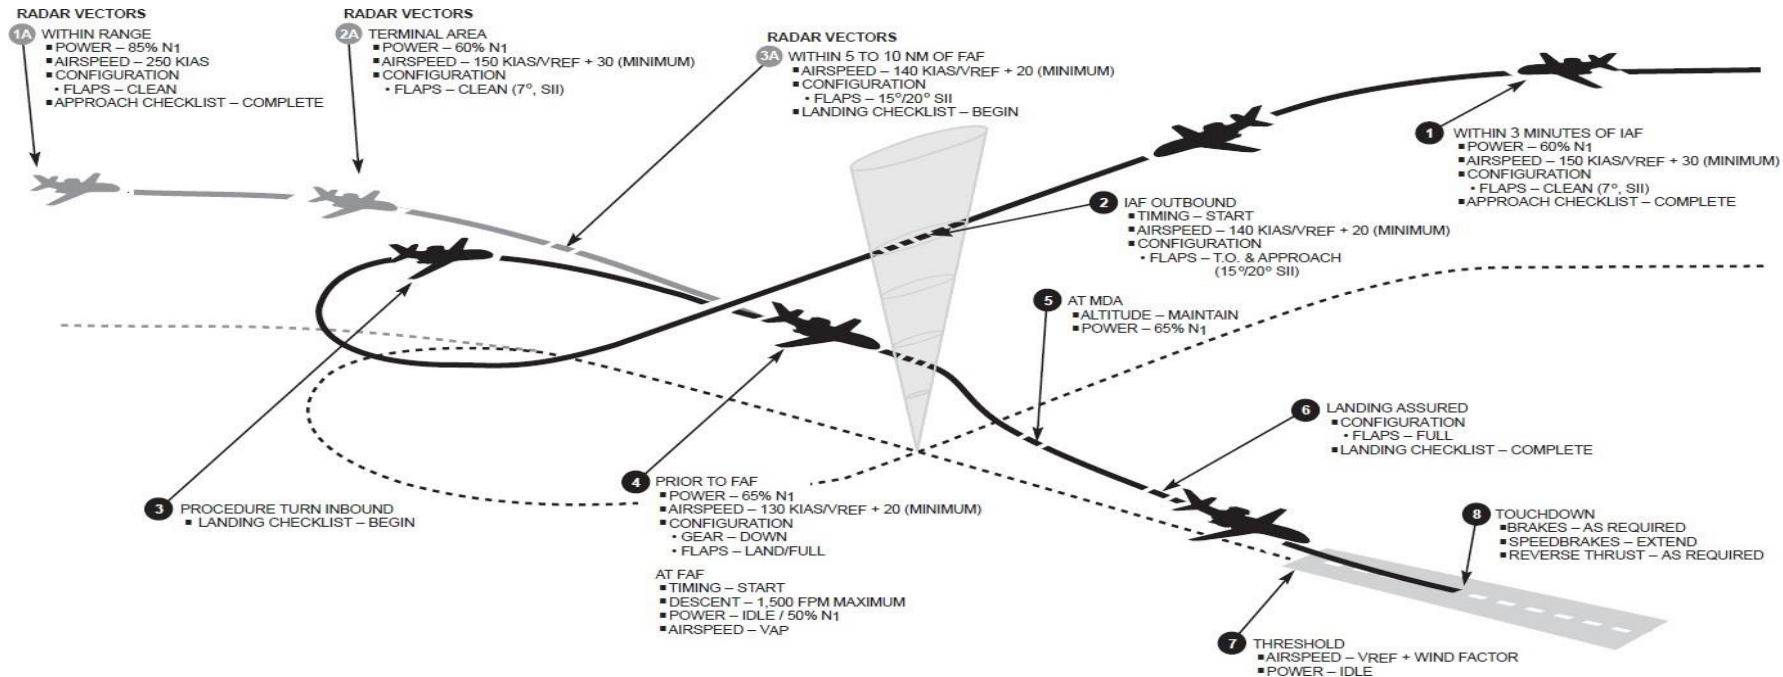 RADAR VECTORS
1A WITHIN RANGE
■ POWER – 85% N1
■ AIRSPEED – 250 KIAS
■ CONFIGURATION
• FLAPS – CLEAN
■ APPROACH CHECKLIST – COMPLETE
RADAR VECTORS
2A TERMINAL AREA
■ POWER – 60% N1
■ AIRSPEED – 150 KIAS/VREF + 30 (MINIMUM)
■ CONFIGURATION
• FLAPS – CLEAN (7°, SII)
RADAR VECTORS
3A WITHIN 5 TO 10 NM OF FAF
■ AIRSPEED – 140 KIAS/VREF + 20 (MINIMUM)
■ CONFIGURATION
• FLAPS – 15°/20° SII
■ LANDING CHECKLIST – BEGIN
1 WITHIN 3 MINUTES OF IAF
■ POWER – 60% N1
■ AIRSPEED – 150 KIAS/VREF + 30 (MINIMUM)
■ CONFIGURATION
• FLAPS – CLEAN (7°, SII)
■ APPROACH CHECKLIST – COMPLETE
2 IAF OUTBOUND
■ TIMING – START
■ AIRSPEED – 140 KIAS/VREF + 20 (MINIMUM)
■ CONFIGURATION
• FLAPS – T.O. & APPROACH
(15°/20° SII)
5 AT MDA
■ ALTITUDE – MAINTAIN
■ POWER – 65% N1
6 LANDING ASSURED
■ CONFIGURATION
• FLAPS – FULL
■ LANDING CHECKLIST – COMPLETE
3 PROCEDURE TURN INBOUND
■ LANDING CHECKLIST – BEGIN
4 PRIOR TO FAF
■ POWER – 65% N1
■ AIRSPEED – 130 KIAS/VREF + 20 (MINIMUM)
■ CONFIGURATION
• GEAR – DOWN
• FLAPS – LAND/FULL
AT FAF
■ TIMING – START
■ DESCENT – 1,500 FPM MAXIMUM
■ POWER – IDLE / 50% N1
■ AIRSPEED – VAP
8 TOUCHDOWN
■ BRAKES – AS REQUIRED
■ SPEEDBRAKES – EXTEND
■ REVERSE THRUST – AS REQUIRED
7 THRESHOLD
■ AIRSPEED – VREF + WIND FACTOR
■ POWER – IDLE